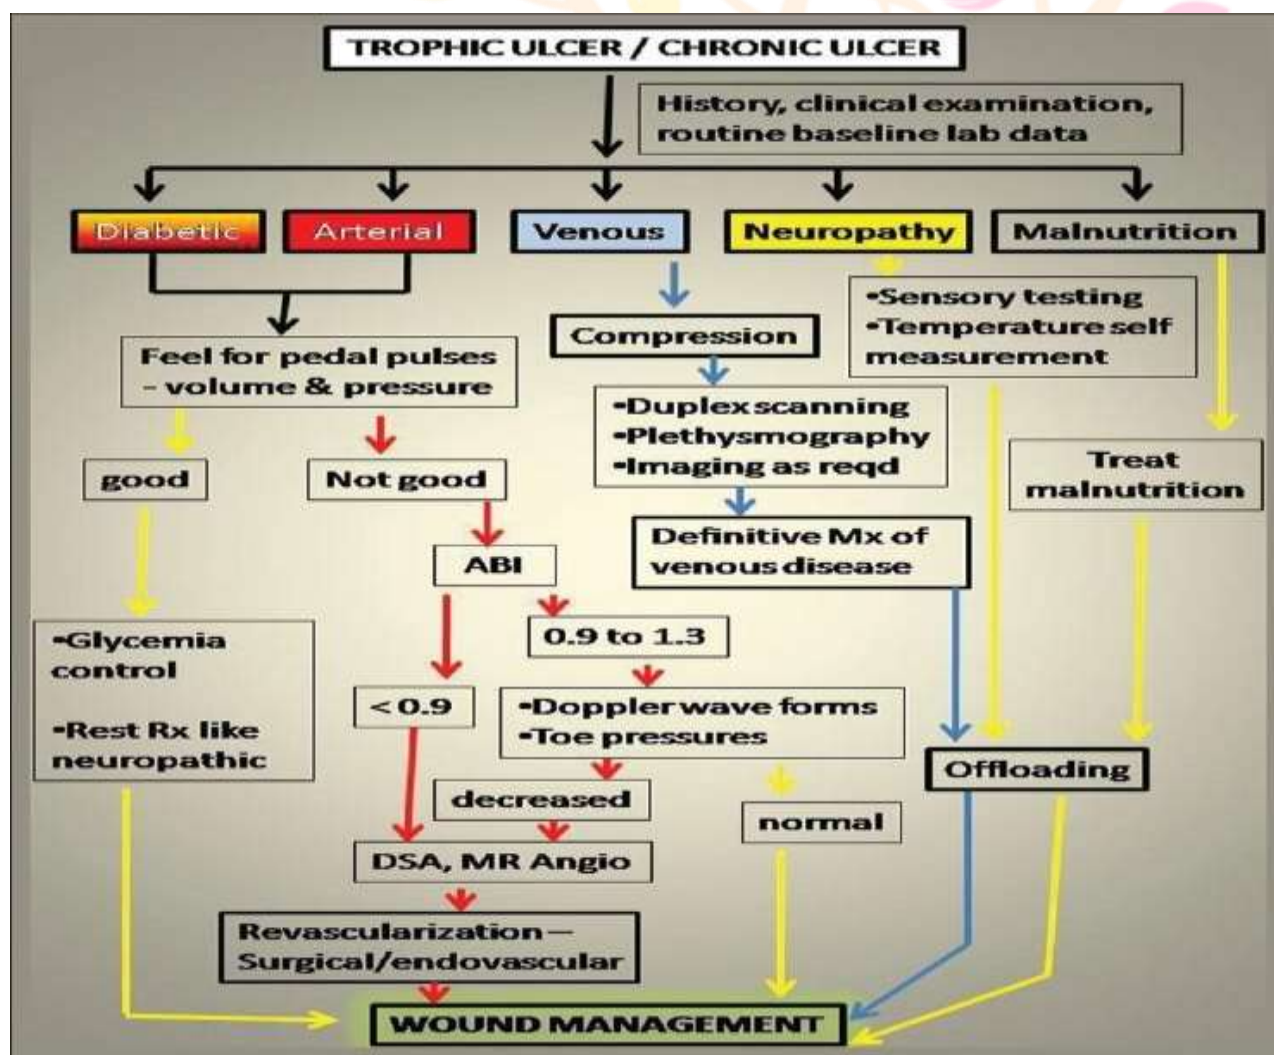 TROPHIC ULCER / CHRONIC ULCER
History, clinical examination,
routine baseline lab data
Diabetic
Arterial
Venous
Neuropathy
Malnutrition
•Sensory testing
•Temperature self
measurement
Compression
Feel for pedal pulses
– volume & pressure
•Duplex scanning
•Plethysmography
•Imaging as reqd
good
Not good
Treat
malnutrition
ABI
Definitive Mx of
venous disease
0.9 to 1.3
•Glycemia
control
•Rest Rx like
neuropathic
< 0.9
•Doppler wave forms
•Toe pressures
Offloading
decreased
normal
DSA, MR Angio
Revascularization –
Surgical/endovascular
WOUND MANAGEMENT